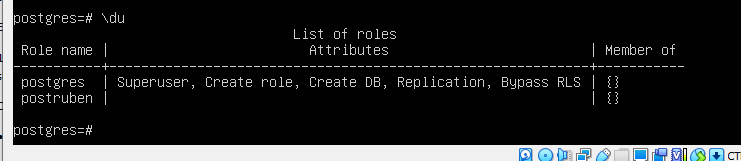 postgres=# \du
List of roles
Role name | Attributes | Member of
-----------+------------------------------------------------------------+-----------
postgres | Superuser, Create role, Create DB, Replication, Bypass RLS | {}
postruben | | {}
postgres=#
CT